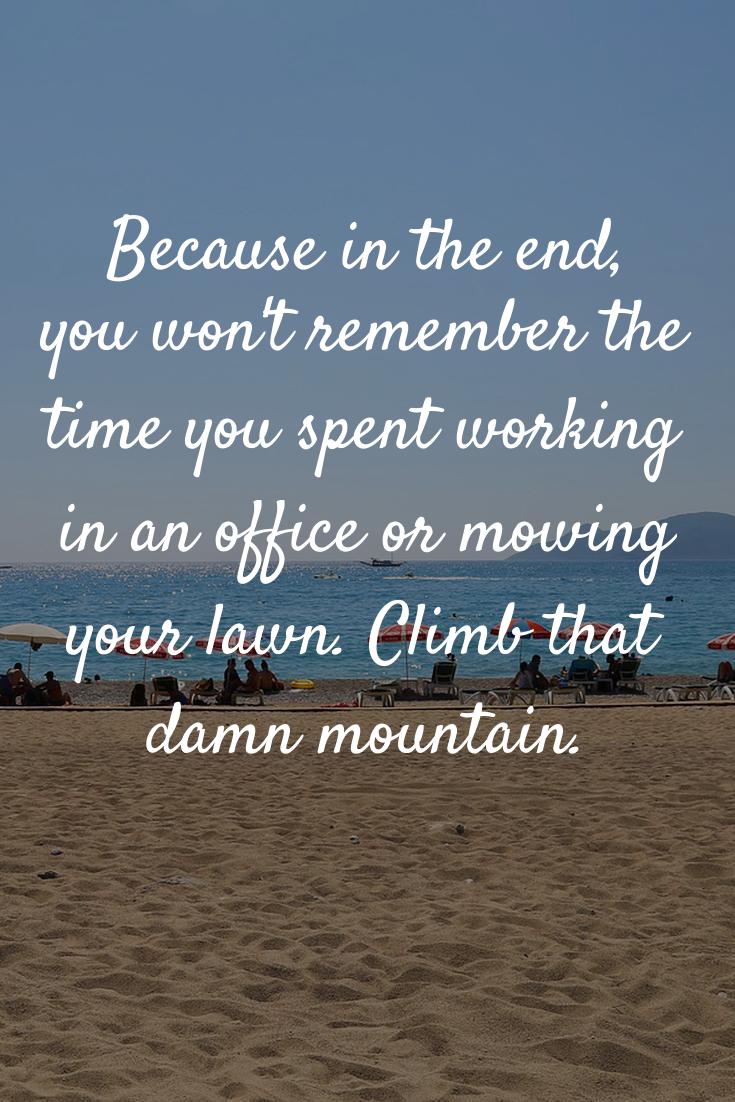 Because in the end,
you won't remember the
time you spent working
in an office or mowing
your lawn. Climb that
damn mountain.